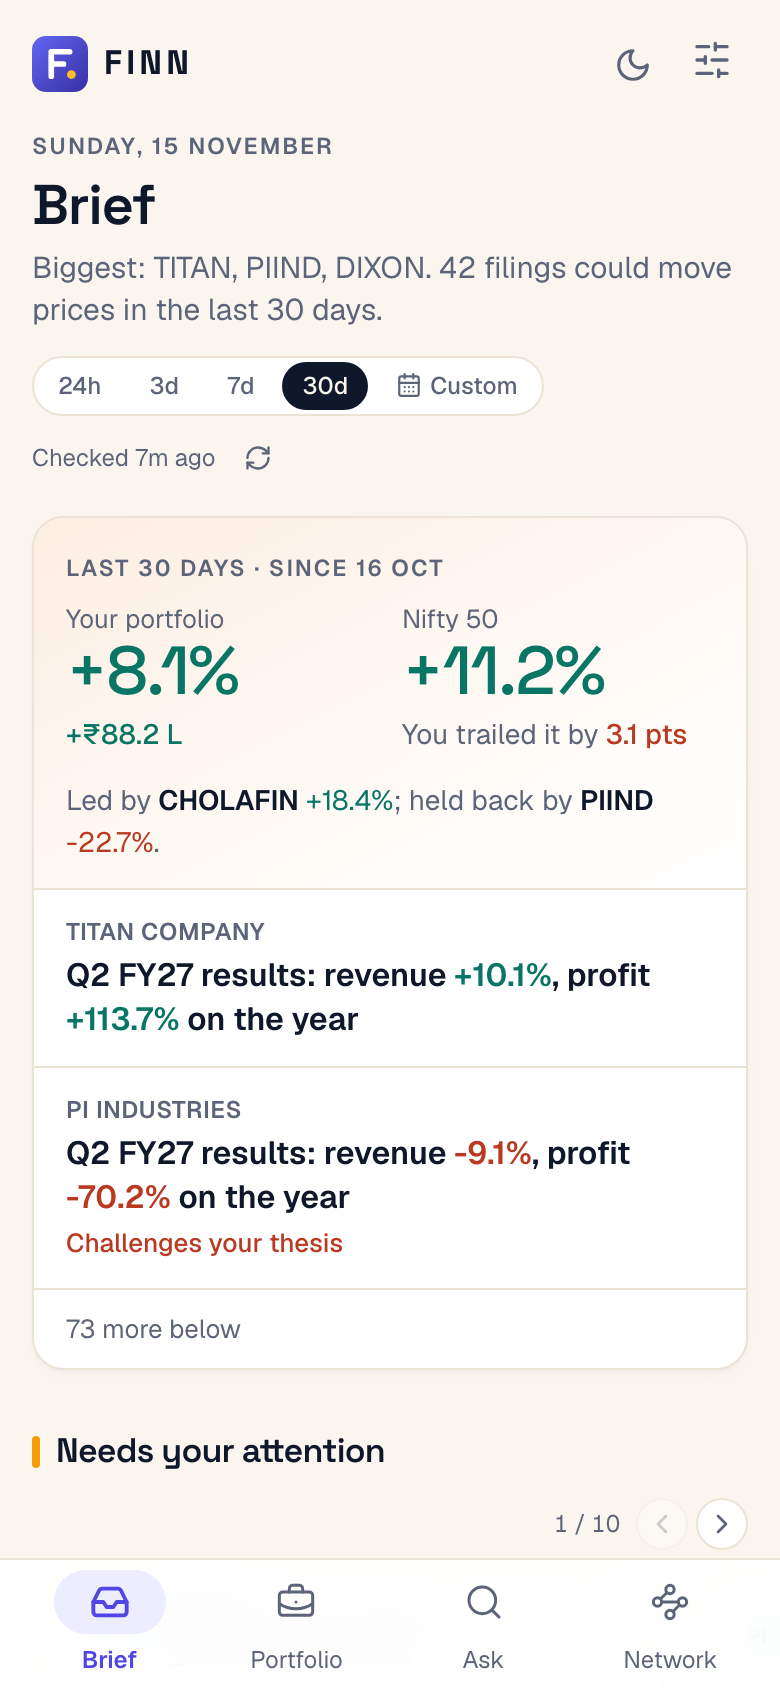 F.
FINN
SUNDAY, 15 NOVEMBER
Brief
Biggest: TITAN, PIIND, DIXON. 42 filings could move
prices in the last 30 days.
24h 3d 7d 30d Custom
Checked 7m ago
LAST 30 DAYS · SINCE 16 OCT
Your portfolio Nifty 50
+8.1% +11.2%
+₹88.2 L You trailed it by 3.1 pts
Led by CHOLAFIN +18.4%; held back by PIIND
-22.7%.
TITAN COMPANY
Q2 FY27 results: revenue +10.1%, profit
+113.7% on the year
PI INDUSTRIES
Q2 FY27 results: revenue -9.1%, profit
-70.2% on the year
Challenges your thesis
73 more below
Needs your attention
1 / 10
Brief Portfolio Ask Network